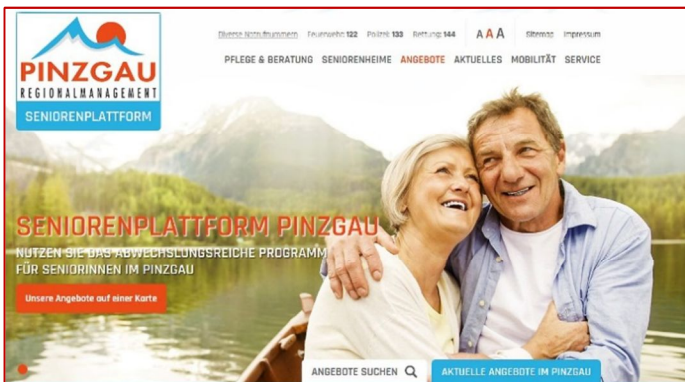 PINZGAU
REGIONALMANAGEMENT
SENIORENPLATTFORM
Diverse Notrufnummern Feuerwehr: 122 Polizei: 133 Rettung: 144 A A A Sitemap Impressum
PFLEGE & BERATUNG SENIORENHEIME ANGEBOTE AKTUELLES MOBILITÄT SERVICE
SENIORENPLATTFORM PINZGAU
NUTZEN SIE DAS ABWECHSLUNGSREICHE PROGRAMM
FÜR SENIORINNEN IM PINZGAU
Unsere Angebote auf einer Karte
ANGEBOTE SUCHEN AKTUELLE ANGEBOTE IM PINZGAU